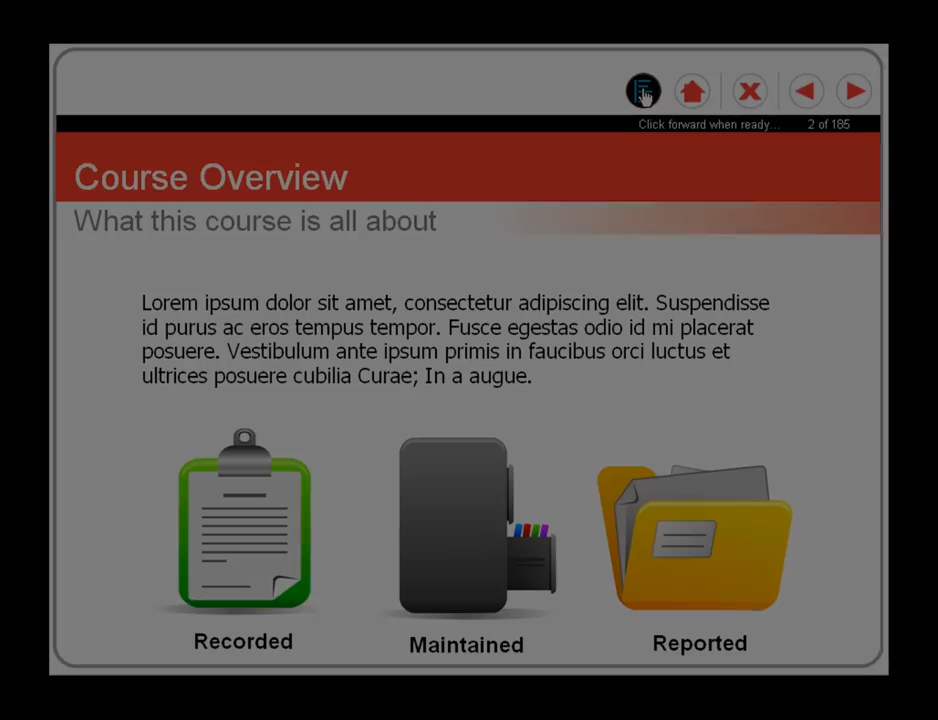 Click forward when ready... 2 of 185
Course Overview
What this course is all about
Lorem ipsum dolor sit amet, consectetur adipiscing elit. Suspendisse
id purus ac eros tempus tempor. Fusce egestas odio id mi placerat
posuere. Vestibulum ante ipsum primis in faucibus orci luctus et
ultrices posuere cubilia Curae; In a augue.
Recorded Maintained Reported